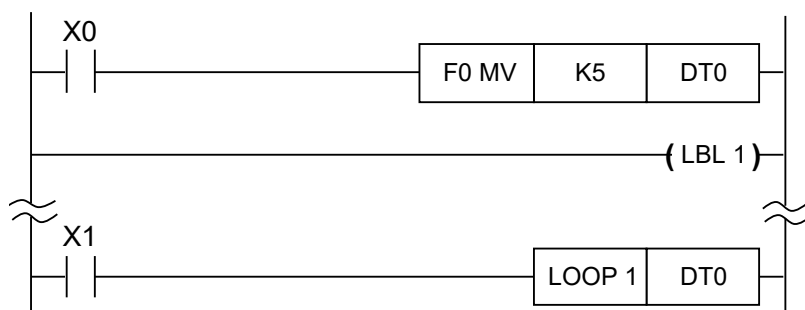 X0
F0 MV K5 DT0
( LBL 1 )
X1
LOOP 1 DT0